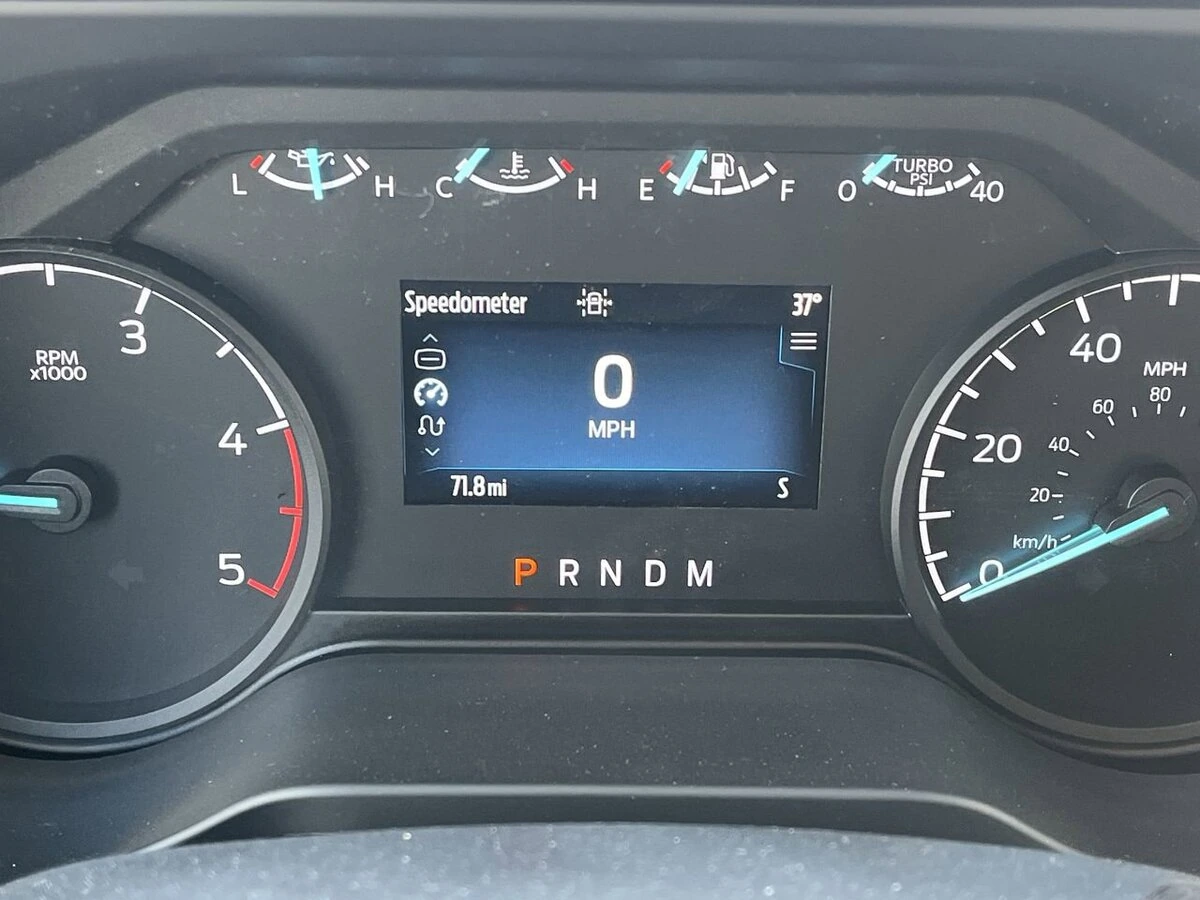 L H
C H
E F
0 TURBO PSI 40
Speedometer 37°
0
MPH
71.8 mi S
P R N D M
RPM
x1000
3
4
5
MPH
km/h
0
20
40
20
40
60
80